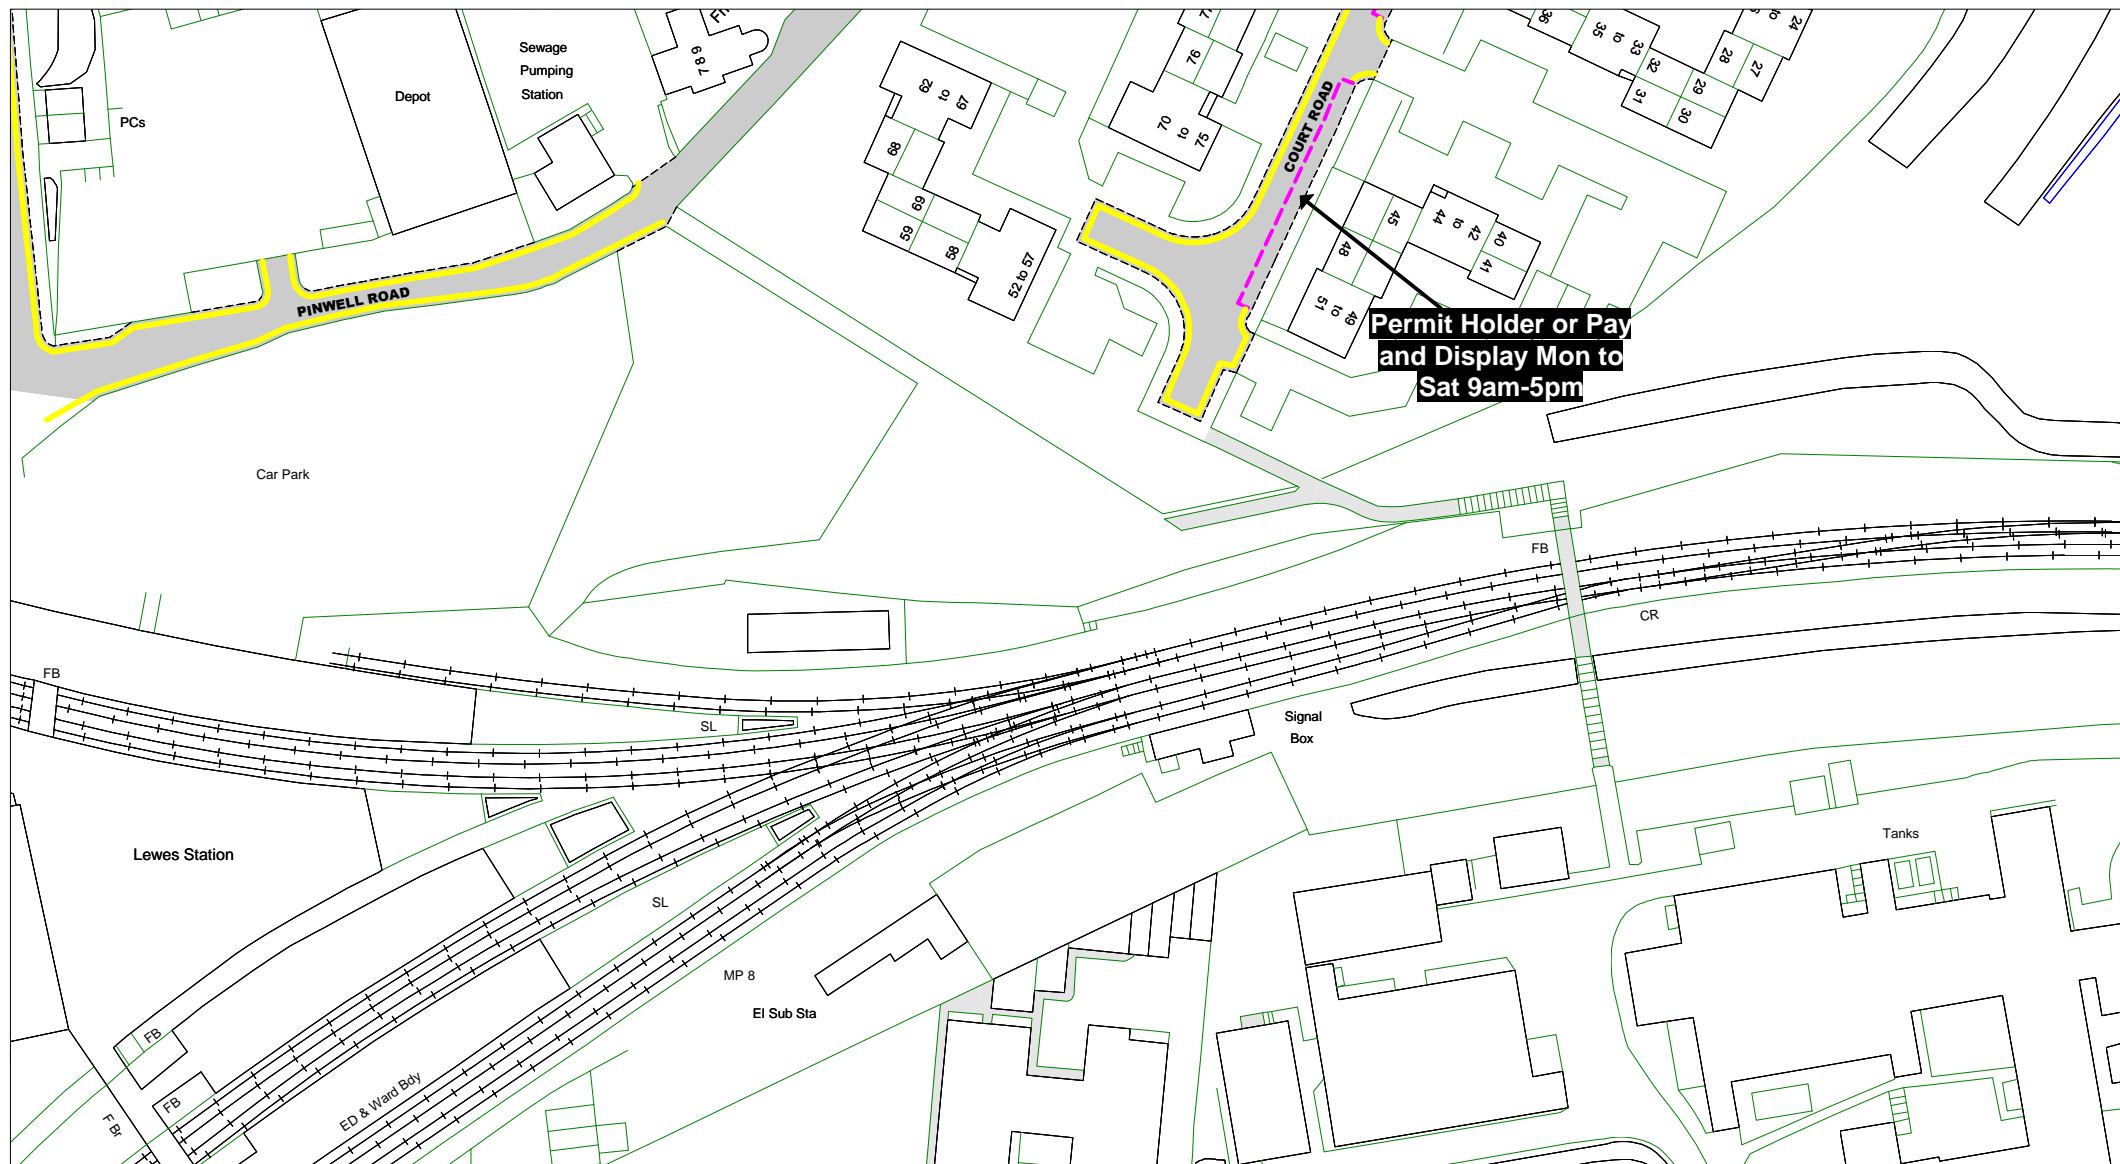 Sewage
Pumping
Station
Depot
PCs
7 8 9
62
to
67
68
69
59
58
52 to 57
76
70
to
75
COURT ROAD
36
35
to
33
32
31
29
30
28
27
24
to
45
44
to
42
40
41
48
51
to
49
PINWELL ROAD
Permit Holder or Pay
and Display Mon to
Sat 9am-5pm
Car Park
FB
CR
FB
SL
Signal
Box
Lewes Station
Tanks
SL
MP 8
El Sub Sta
FB
FB
F Br
ED & Ward Bdy